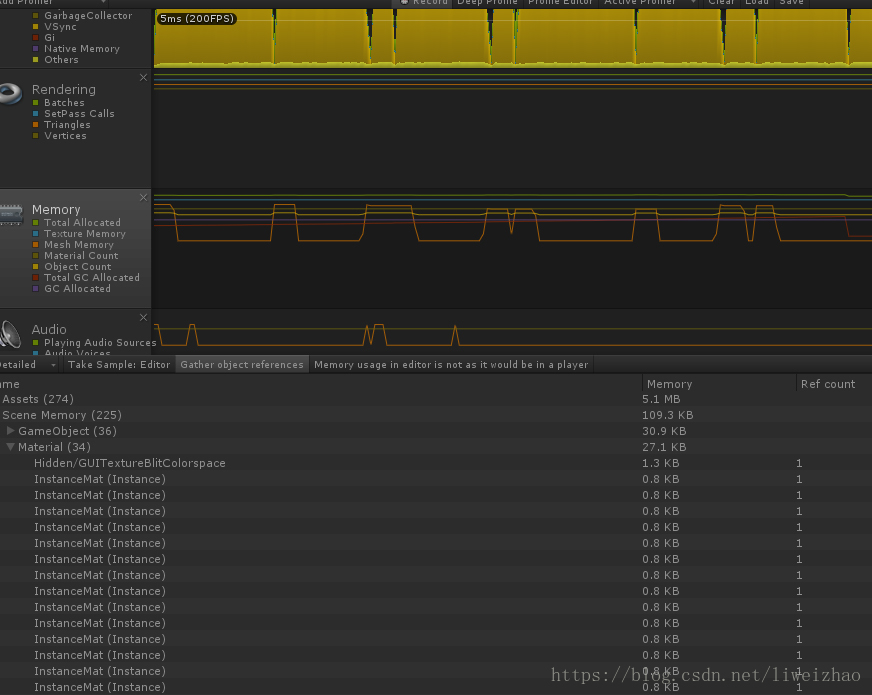 Record Deep Profile Profile Editor Active Profiler Clear Load Save
GarbageCollector
VSync
Gi
Native Memory
Others
5ms (200FPS)
Rendering
Batches
SetPass Calls
Triangles
Vertices
Memory
Total Allocated
Texture Memory
Mesh Memory
Material Count
Object Count
Total GC Allocated
GC Allocated
Audio
Playing Audio Sources
Audio Voices
Detailed Take Sample: Editor Gather object references Memory usage in editor is not as it would be in a player
Memory Ref count
Assets (274) 5.1 MB
Scene Memory (225) 109.3 KB
GameObject (36) 30.9 KB
Material (34) 27.1 KB
Hidden/GUITextureBlitColorspace 1.3 KB 1
InstanceMat (Instance) 0.8 KB 1
InstanceMat (Instance) 0.8 KB 1
InstanceMat (Instance) 0.8 KB 1
InstanceMat (Instance) 0.8 KB 1
InstanceMat (Instance) 0.8 KB 1
InstanceMat (Instance) 0.8 KB 1
InstanceMat (Instance) 0.8 KB 1
InstanceMat (Instance) 0.8 KB 1
InstanceMat (Instance) 0.8 KB 1
InstanceMat (Instance) 0.8 KB 1
InstanceMat (Instance) 0.8 KB 1
InstanceMat (Instance) 0.8 KB 1
InstanceMat (Instance) 0.8 KB 1
InstanceMat (Instance) 0.8 KB 1
https://blog.csdn.net/liweizhao